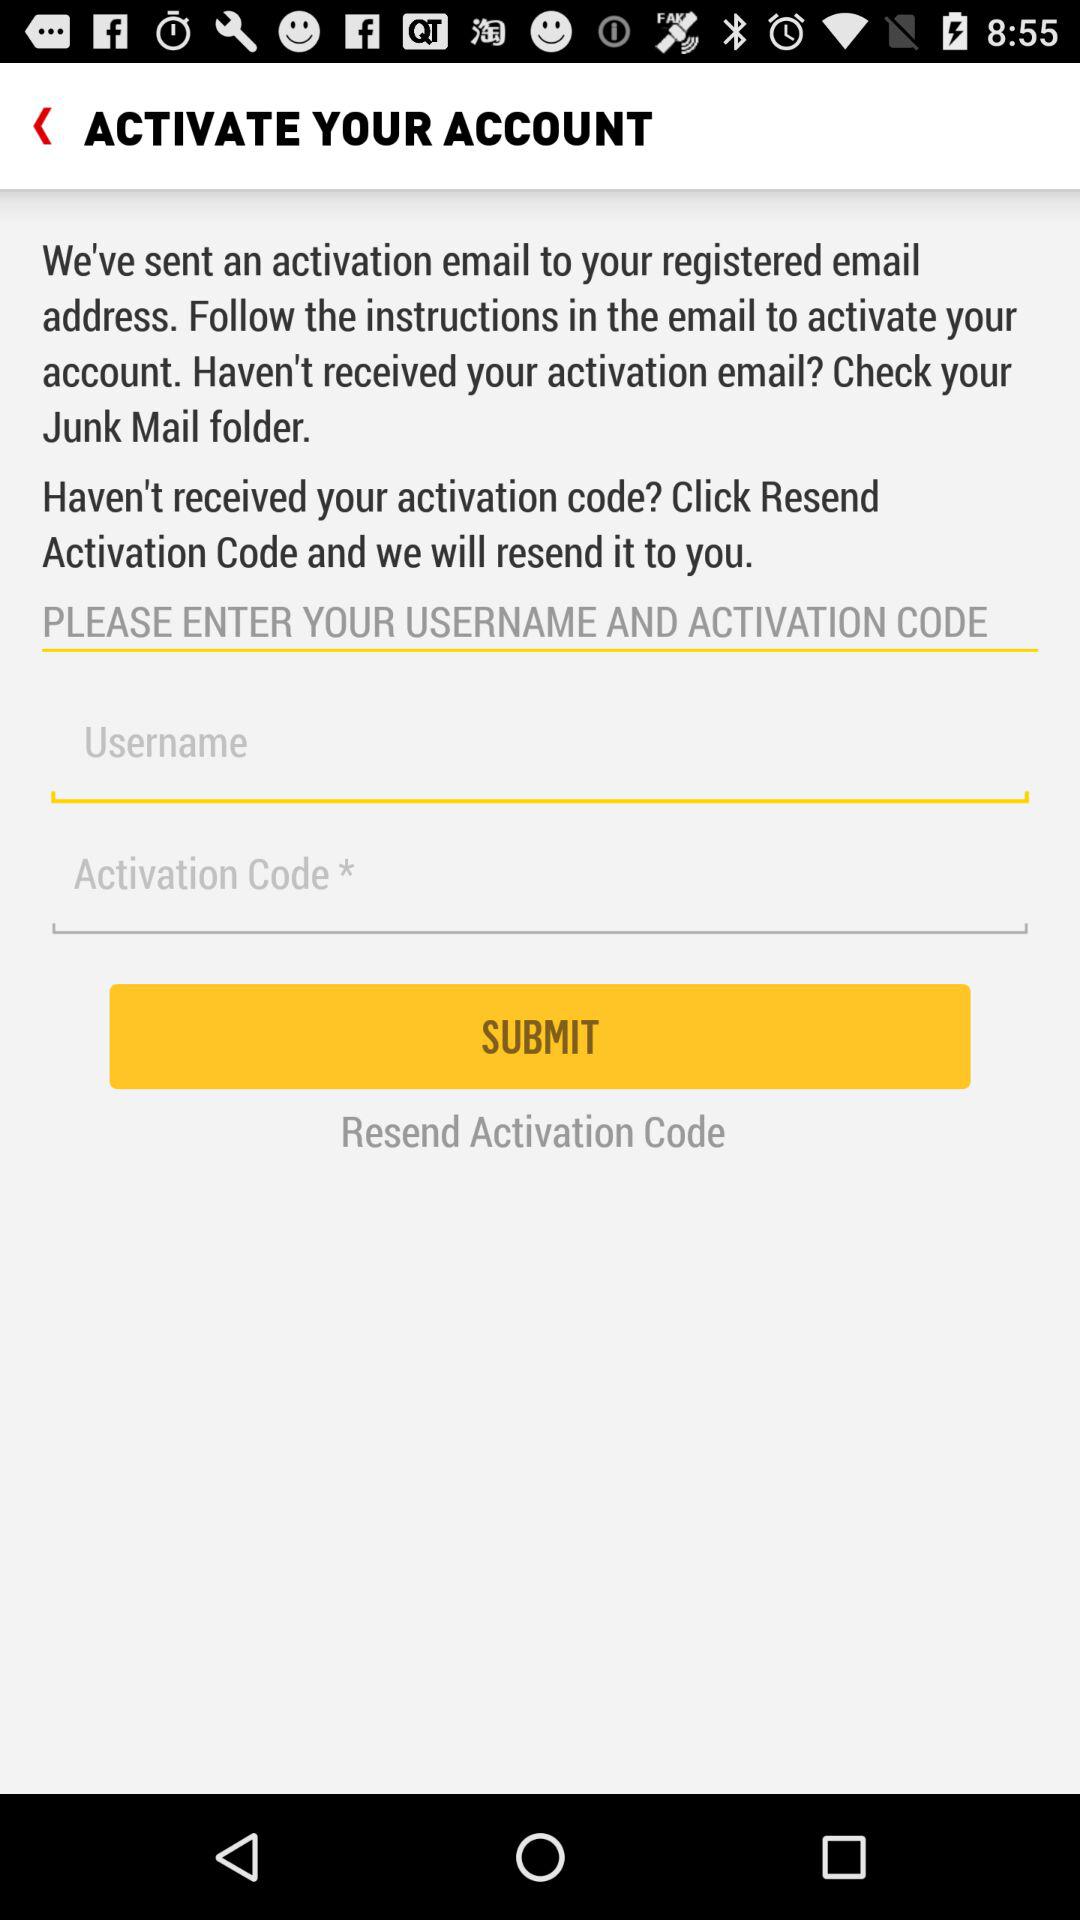 QT 淘 FAKE 8:55
ACTIVATE YOUR ACCOUNT
We've sent an activation email to your registered email
address. Follow the instructions in the email to activate your
account. Haven't received your activation email? Check your
Junk Mail folder.
Haven't received your activation code? Click Resend
Activation Code and we will resend it to you.
PLEASE ENTER YOUR USERNAME AND ACTIVATION CODE
Username
Activation Code *
SUBMIT
Resend Activation Code